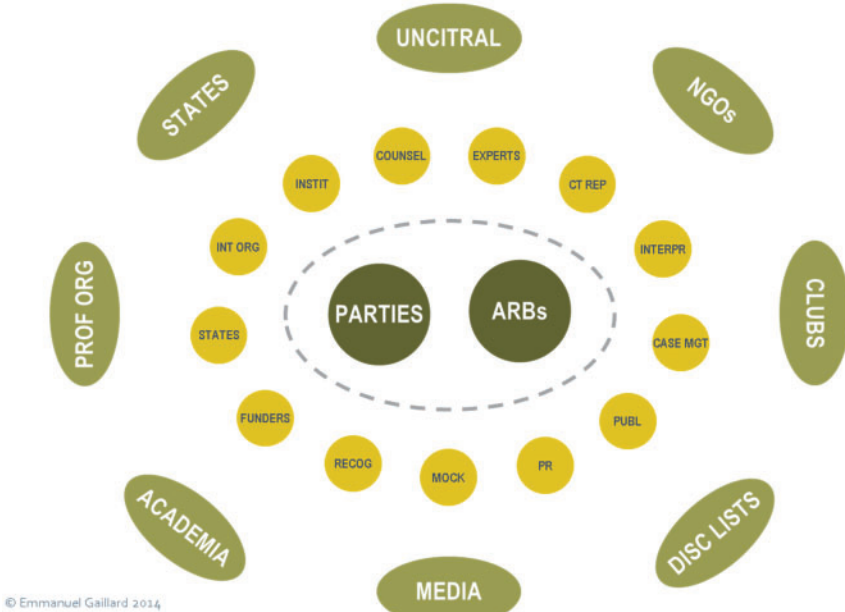 UNCITRAL
STATES
NGOs
COUNSEL
EXPERTS
INSTIT
CT REP
INT ORG
INTERPR
PROF ORG
PARTIES
ARBs
CLUBS
STATES
CASE MGT
FUNDERS
PUBL
RECOG
MOCK
PR
ACADEMIA
DISC LISTS
MEDIA
© Emmanuel Gaillard 2014